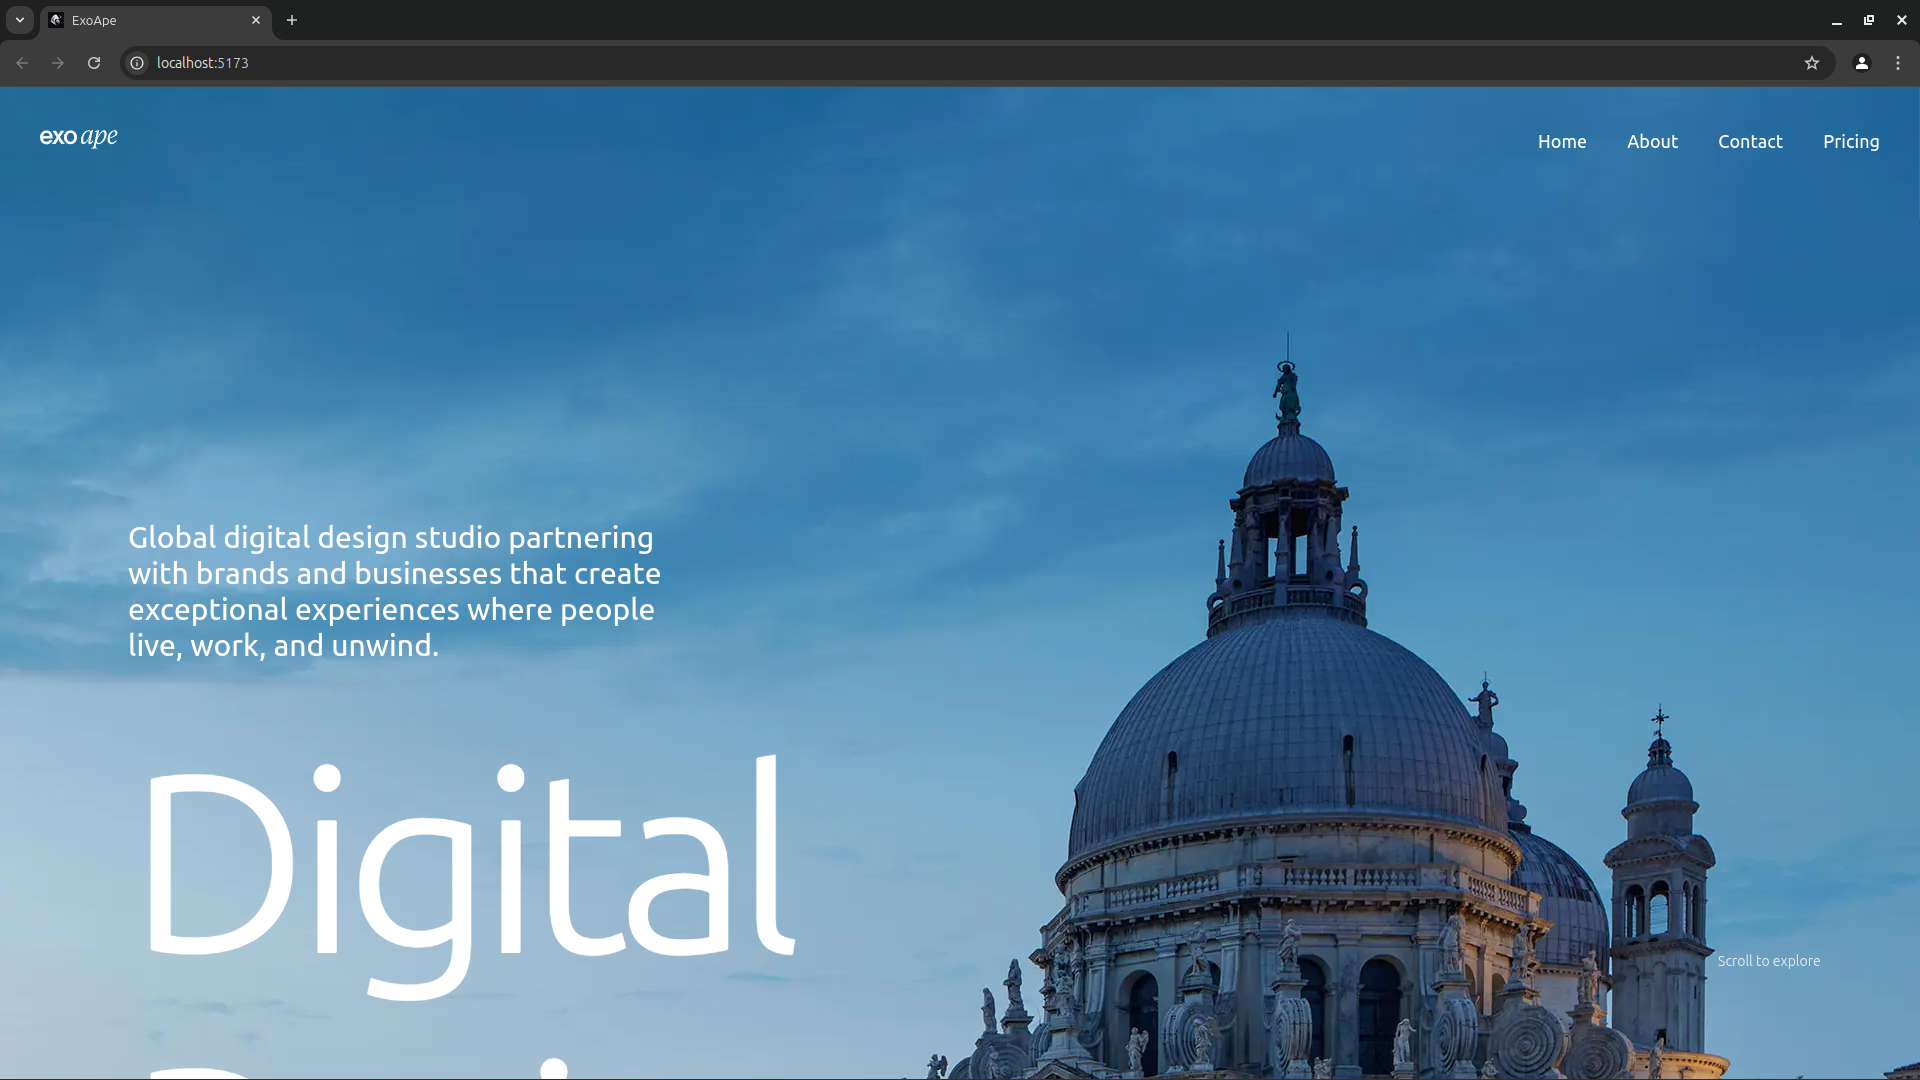 ExoApe
localhost:5173
exo ape
Home About Contact Pricing
Global digital design studio partnering
with brands and businesses that create
exceptional experiences where people
live, work, and unwind.
Digital
Scroll to explore